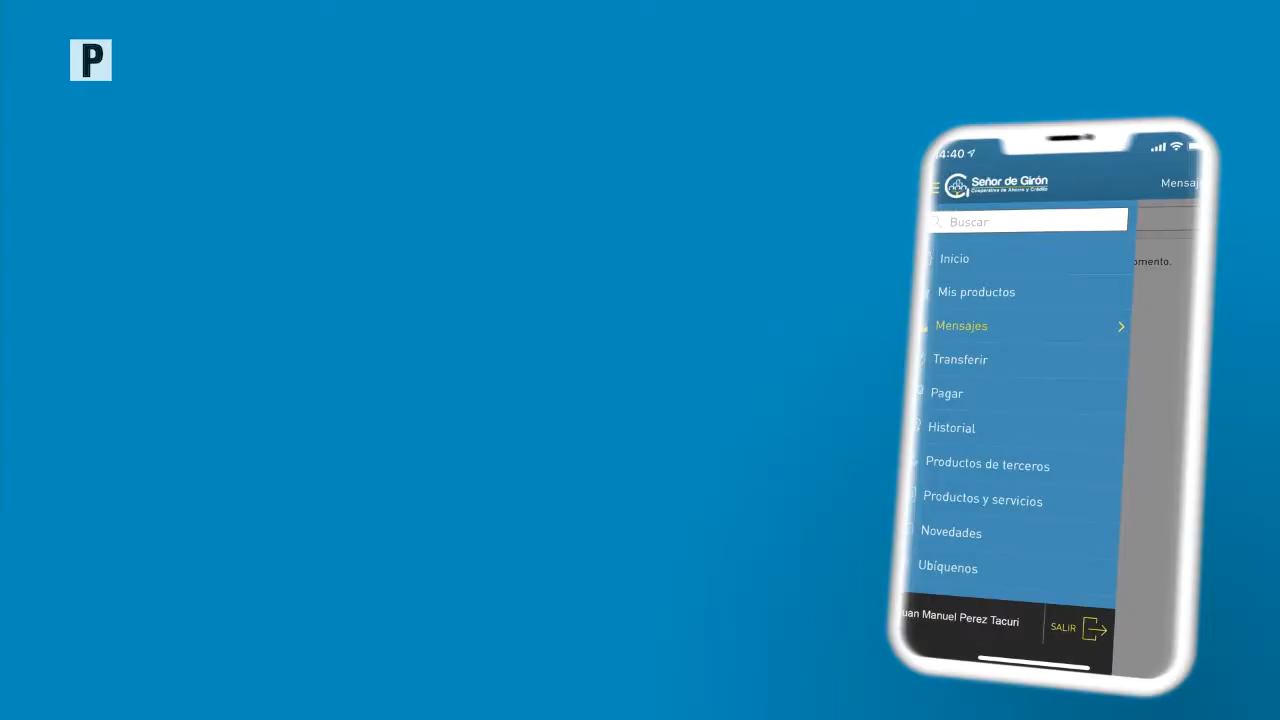 P
4:40
Señor de Girón
Cooperativa de Ahorro y Crédito
Mensaj
Buscar
omento.
Inicio
Mis productos
Mensajes
Transferir
Pagar
Historial
Productos de terceros
Productos y servicios
Novedades
Ubíquenos
uan Manuel Perez Tacuri
SALIR